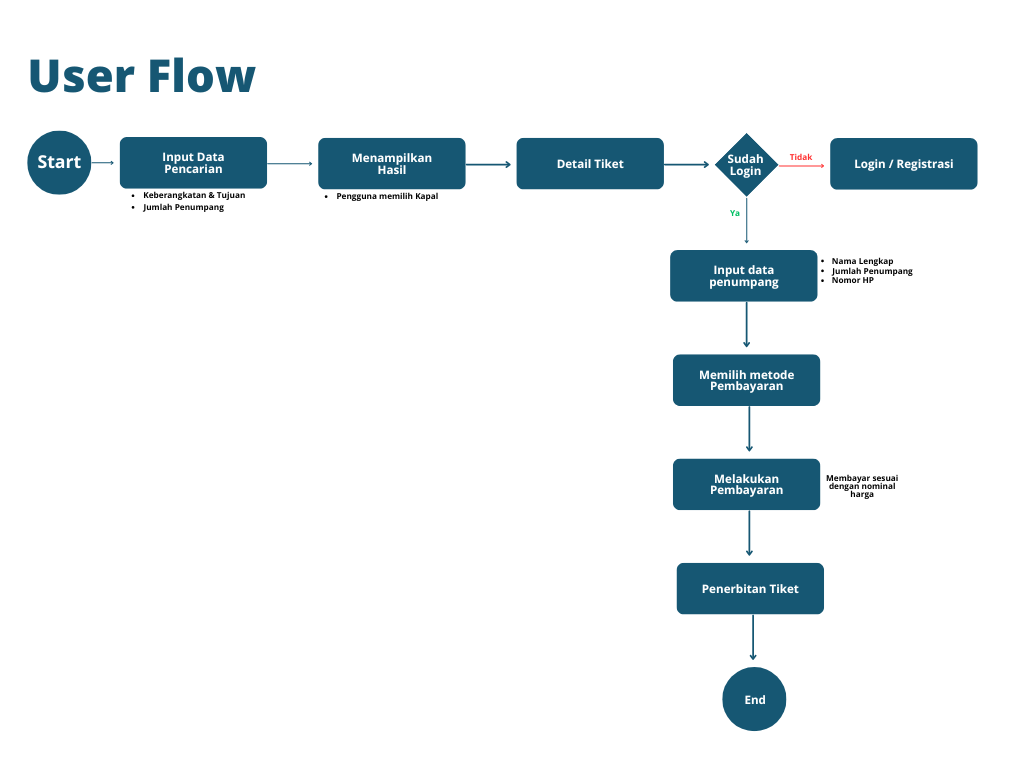 User Flow
Start
Input Data
Pencarian
• Keberangkatan & Tujuan
• Jumlah Penumpang
Menampilkan
Hasil
• Pengguna memilih Kapal
Detail Tiket
Sudah
Login
Tidak
Login / Registrasi
Ya
Input data
penumpang
• Nama Lengkap
• Jumlah Penumpang
• Nomor HP
Memilih metode
Pembayaran
Melakukan
Pembayaran
Membayar sesuai
dengan nominal
harga
Penerbitan Tiket
End